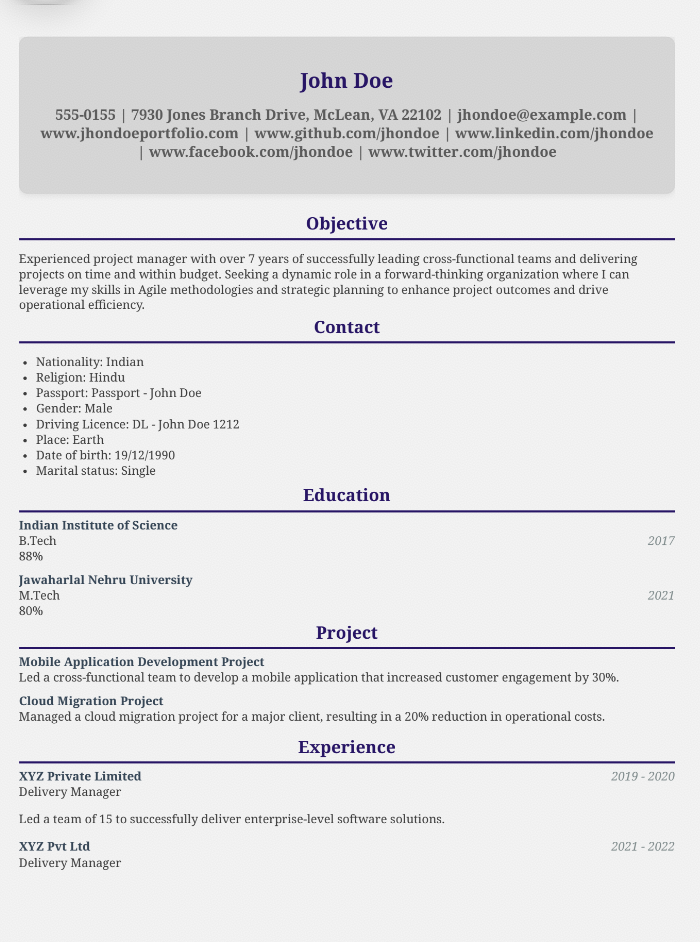 John Doe
555-0155 | 7930 Jones Branch Drive, McLean, VA 22102 | jhondoe@example.com |
www.jhondoeportfolio.com | www.github.com/jhondoe | www.linkedin.com/jhondoe
| www.facebook.com/jhondoe | www.twitter.com/jhondoe
Objective
Experienced project manager with over 7 years of successfully leading cross-functional teams and delivering
projects on time and within budget. Seeking a dynamic role in a forward-thinking organization where I can
leverage my skills in Agile methodologies and strategic planning to enhance project outcomes and drive
operational efficiency.
Contact
• Nationality: Indian
• Religion: Hindu
• Passport: Passport - John Doe
• Gender: Male
• Driving Licence: DL - John Doe 1212
• Place: Earth
• Date of birth: 19/12/1990
• Marital status: Single
Education
Indian Institute of Science
B.Tech 2017
88%
Jawaharlal Nehru University
M.Tech 2021
80%
Project
Mobile Application Development Project
Led a cross-functional team to develop a mobile application that increased customer engagement by 30%.
Cloud Migration Project
Managed a cloud migration project for a major client, resulting in a 20% reduction in operational costs.
Experience
XYZ Private Limited 2019 - 2020
Delivery Manager
Led a team of 15 to successfully deliver enterprise-level software solutions.
XYZ Pvt Ltd 2021 - 2022
Delivery Manager